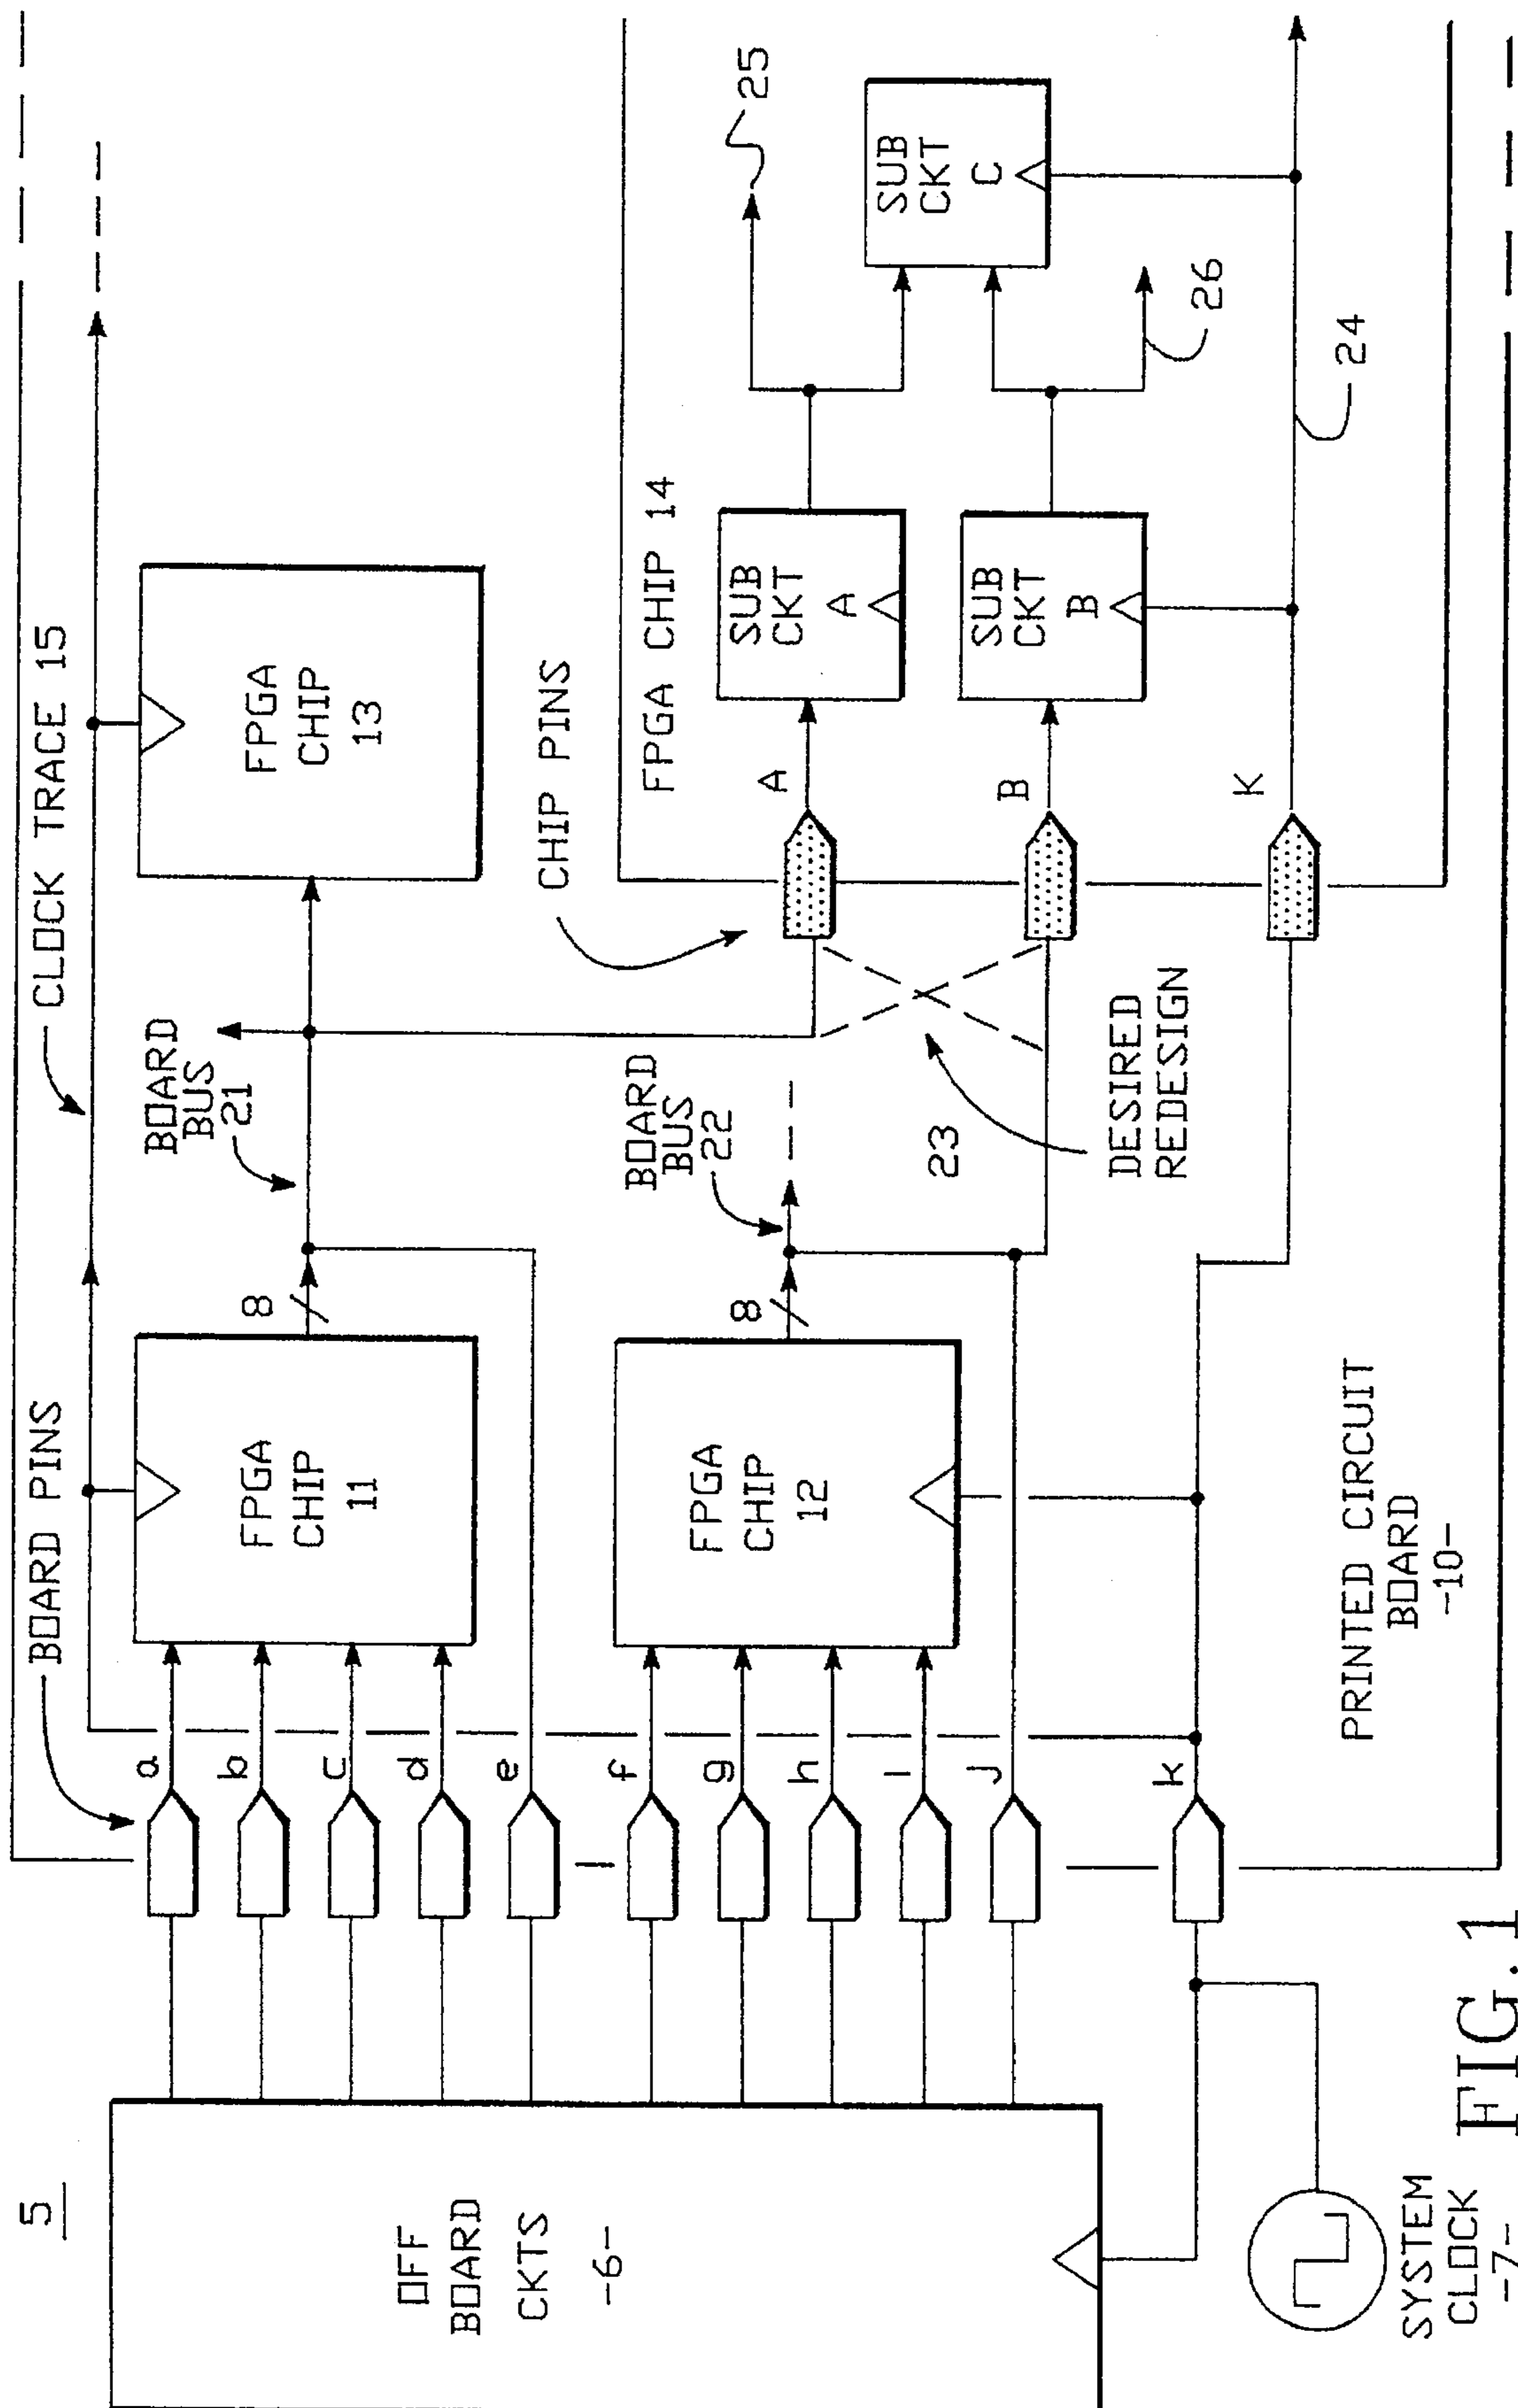 5
OFF
BOARD
CKTS
-6-
SYSTEM
CLOCK
-7-
BOARD PINS
a
b
c
d
e
f
g
h
i
j
k
FPGA
CHIP
11
8
FPGA
CHIP
12
8
PRINTED CIRCUIT
BOARD
-10-
CLOCK TRACE 15
BOARD
BUS
21
BOARD
BUS
22
23
DESIRED
REDESIGN
FPGA
CHIP
13
CHIP PINS
FPGA CHIP 14
A
B
K
SUB
CKT
A
SUB
CKT
B
SUB
CKT
C
25
26
24
FIG. 1